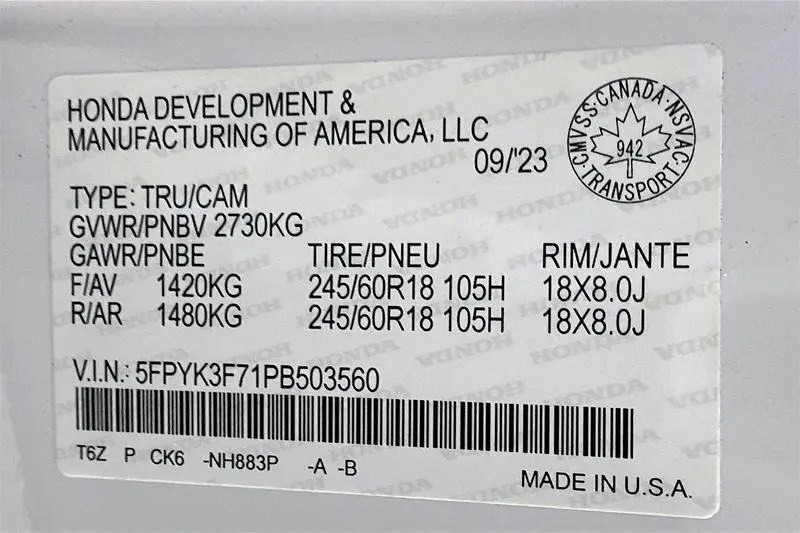 HONDA DEVELOPMENT &
MANUFACTURING OF AMERICA, LLC
09/'23
CMVSS·CANADA·NSVAC·TRANSPORT·
942
TYPE: TRU/CAM
GVWR/PNBV 2730KG
GAWR/PNBE TIRE/PNEU RIM/JANTE
F/AV 1420KG 245/60R18 105H 18X8.0J
R/AR 1480KG 245/60R18 105H 18X8.0J
V.I.N.: 5FPYK3F71PB503560
T6Z P CK6 -NH883P -A -B
MADE IN U.S.A.